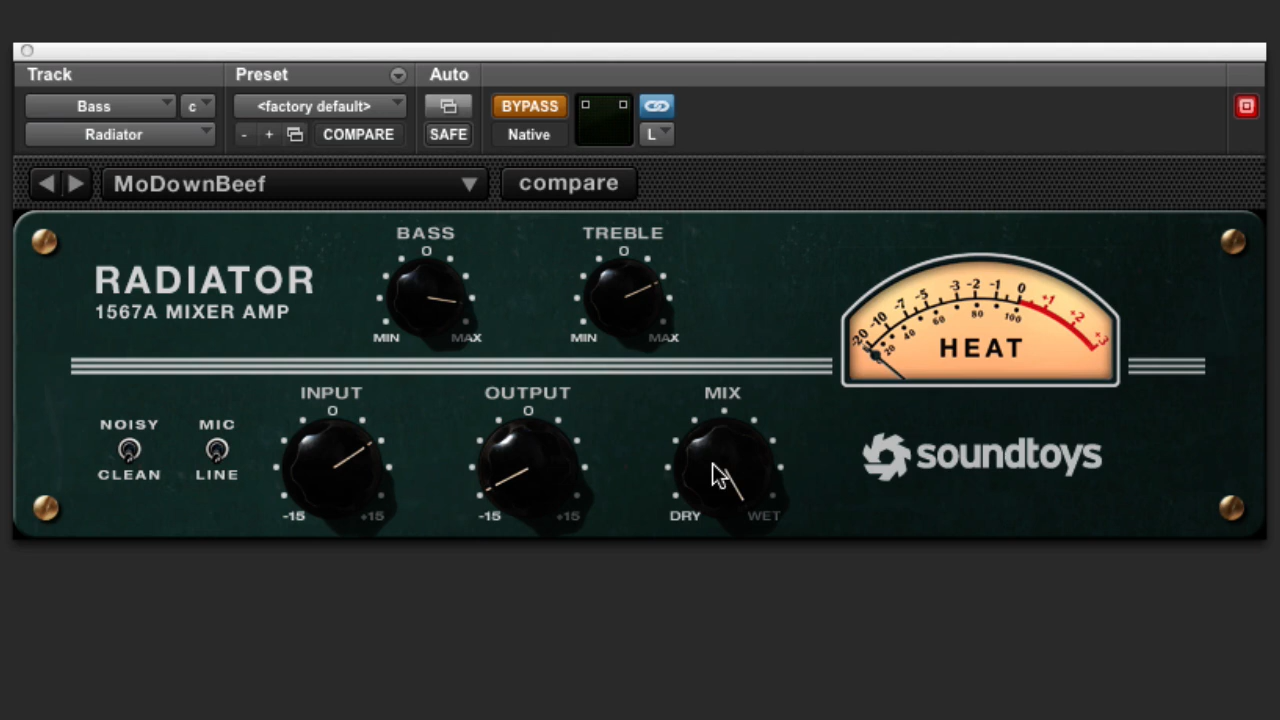 Track Preset Auto
Bass c <factory default> BYPASS
Radiator - + COMPARE SAFE Native L
MoDownBeef compare
BASS TREBLE
0 0
RADIATOR
1567A MIXER AMP
MIN MAX MIN MAX
-20 -10 -7 -5 -3 -2 -1 0 +1 +2 +3
20 40 60 80 100
HEAT
INPUT OUTPUT MIX
0 0
NOISY MIC
CLEAN LINE
soundtoys
-15 +15 -15 +15 DRY WET